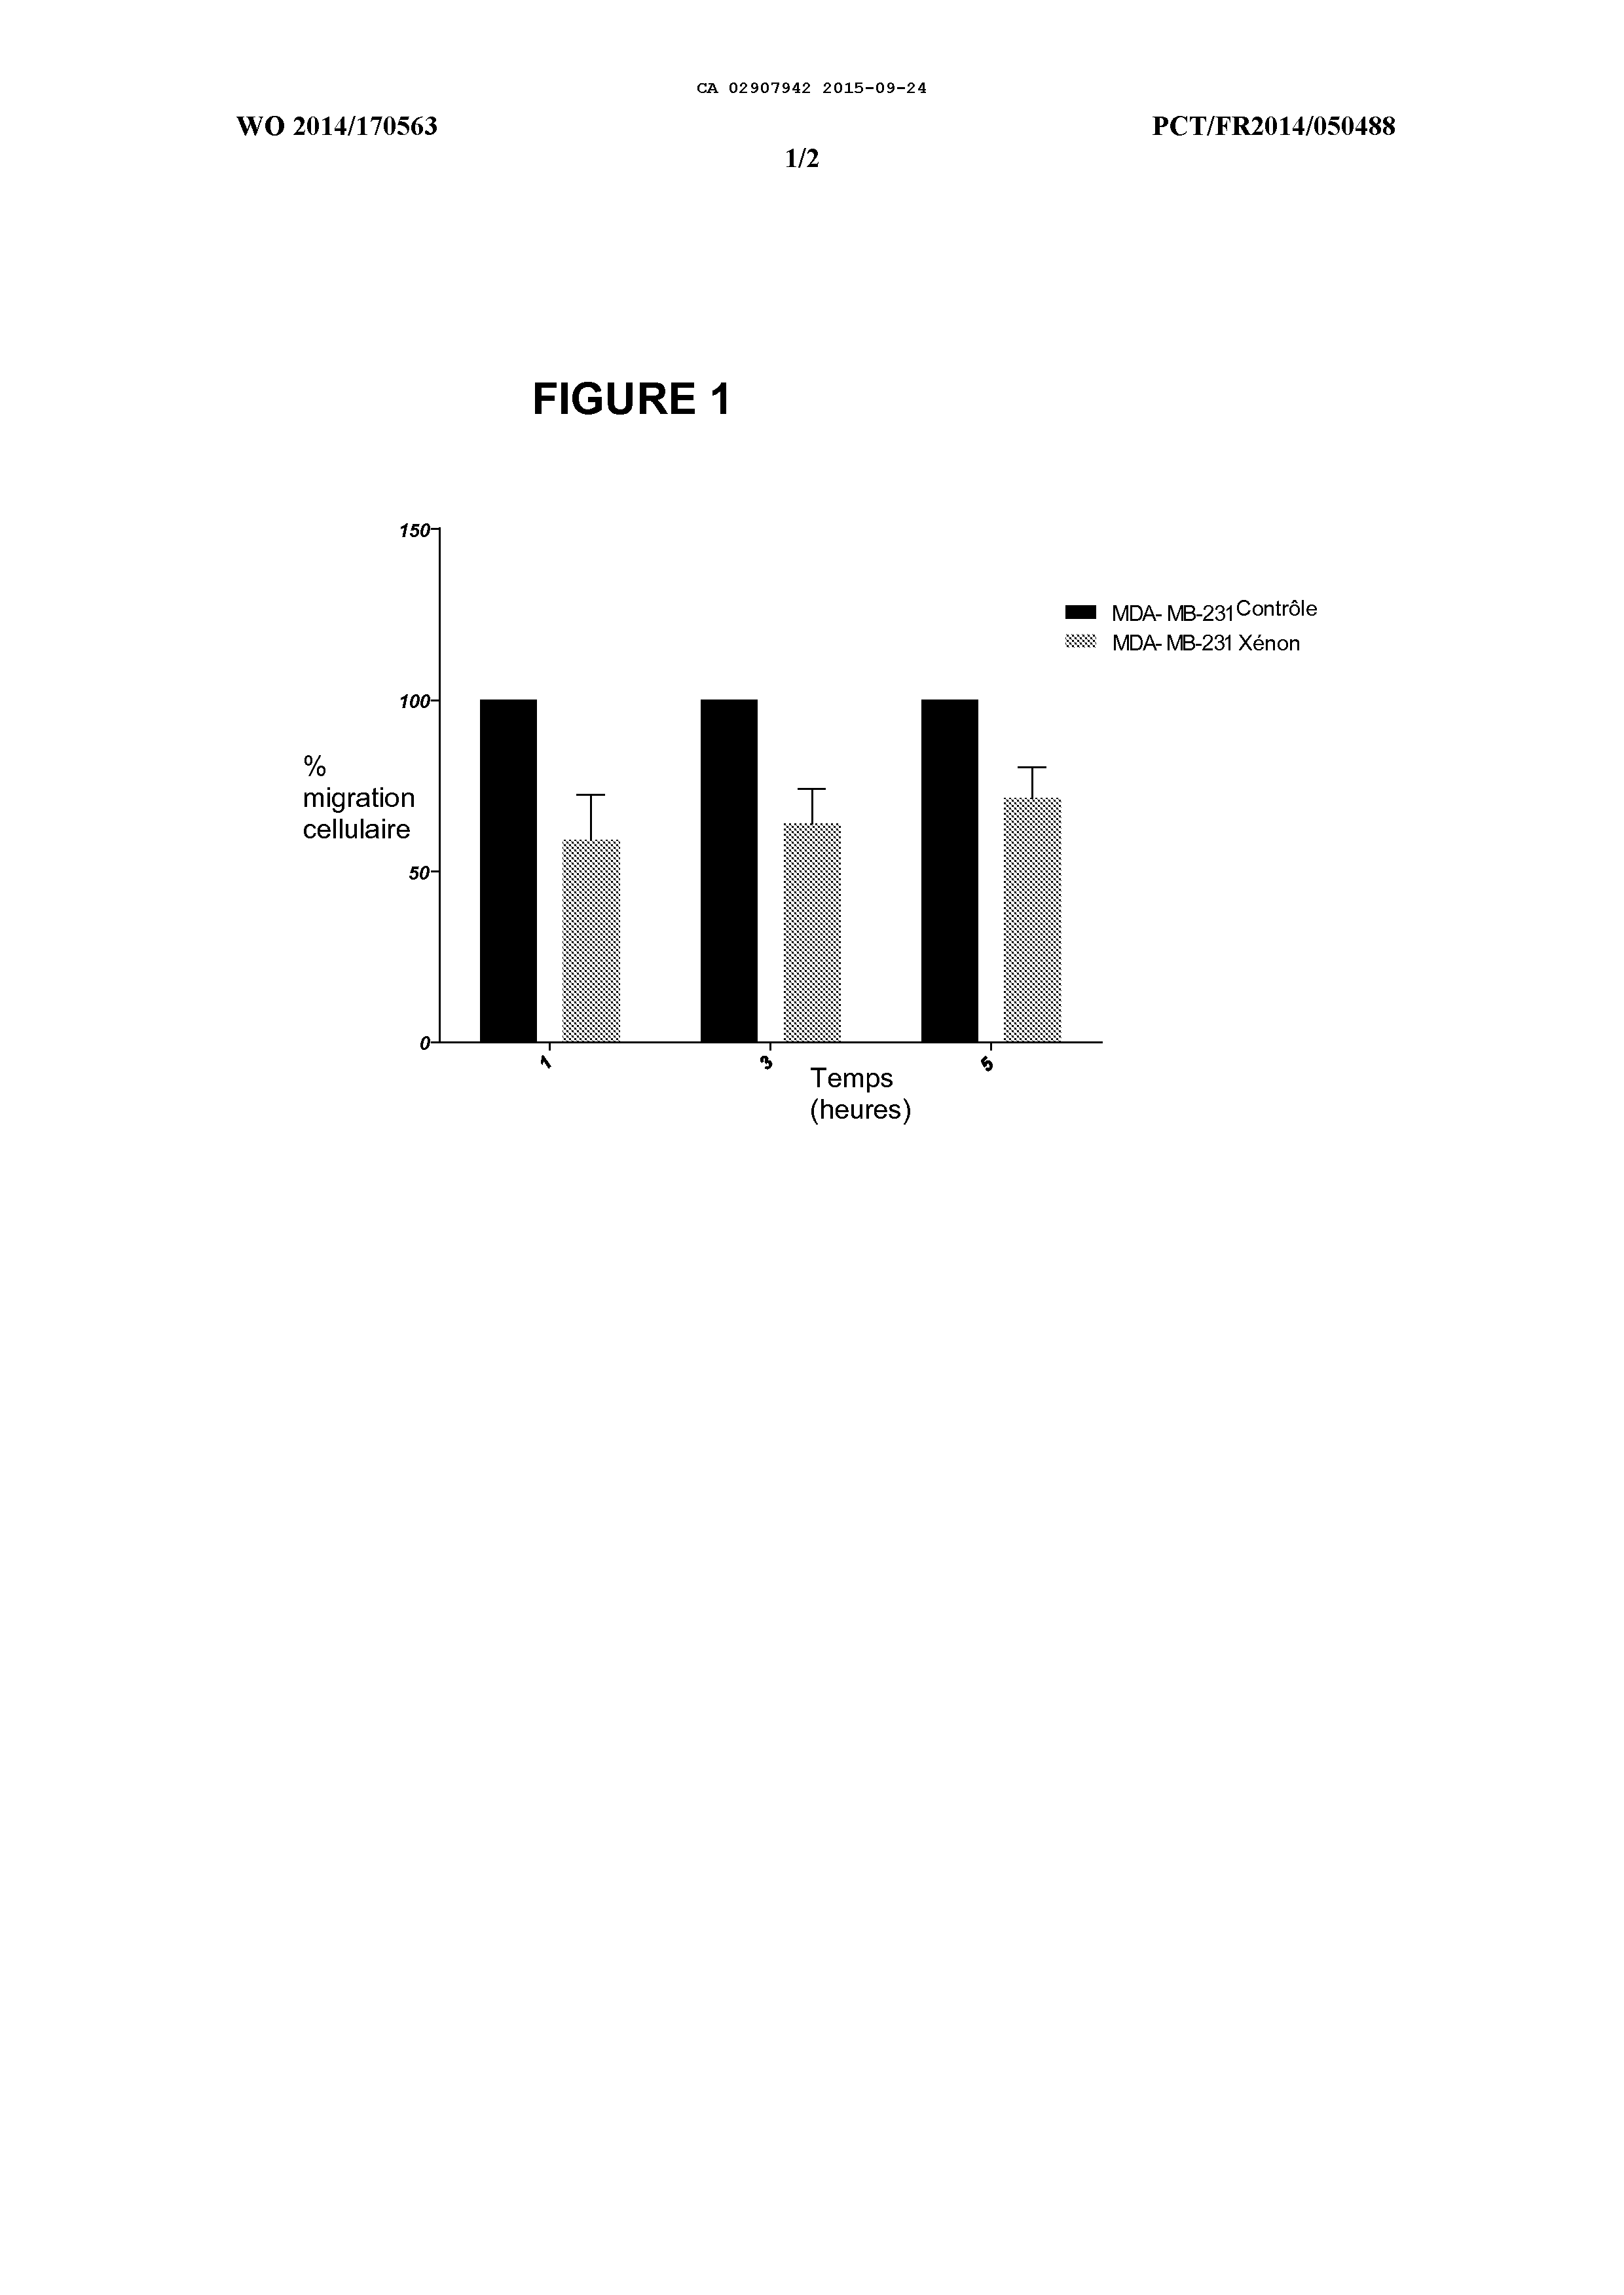 CA 02907942 2015-09-24
WO 2014/170563 PCT/FR2014/050488
1/2
FIGURE 1
150
MDA- MB-231 Contrôle
MDA- MB-231 Xénon
100
%
migration
cellulaire
50
0
1 3 5
Temps
(heures)